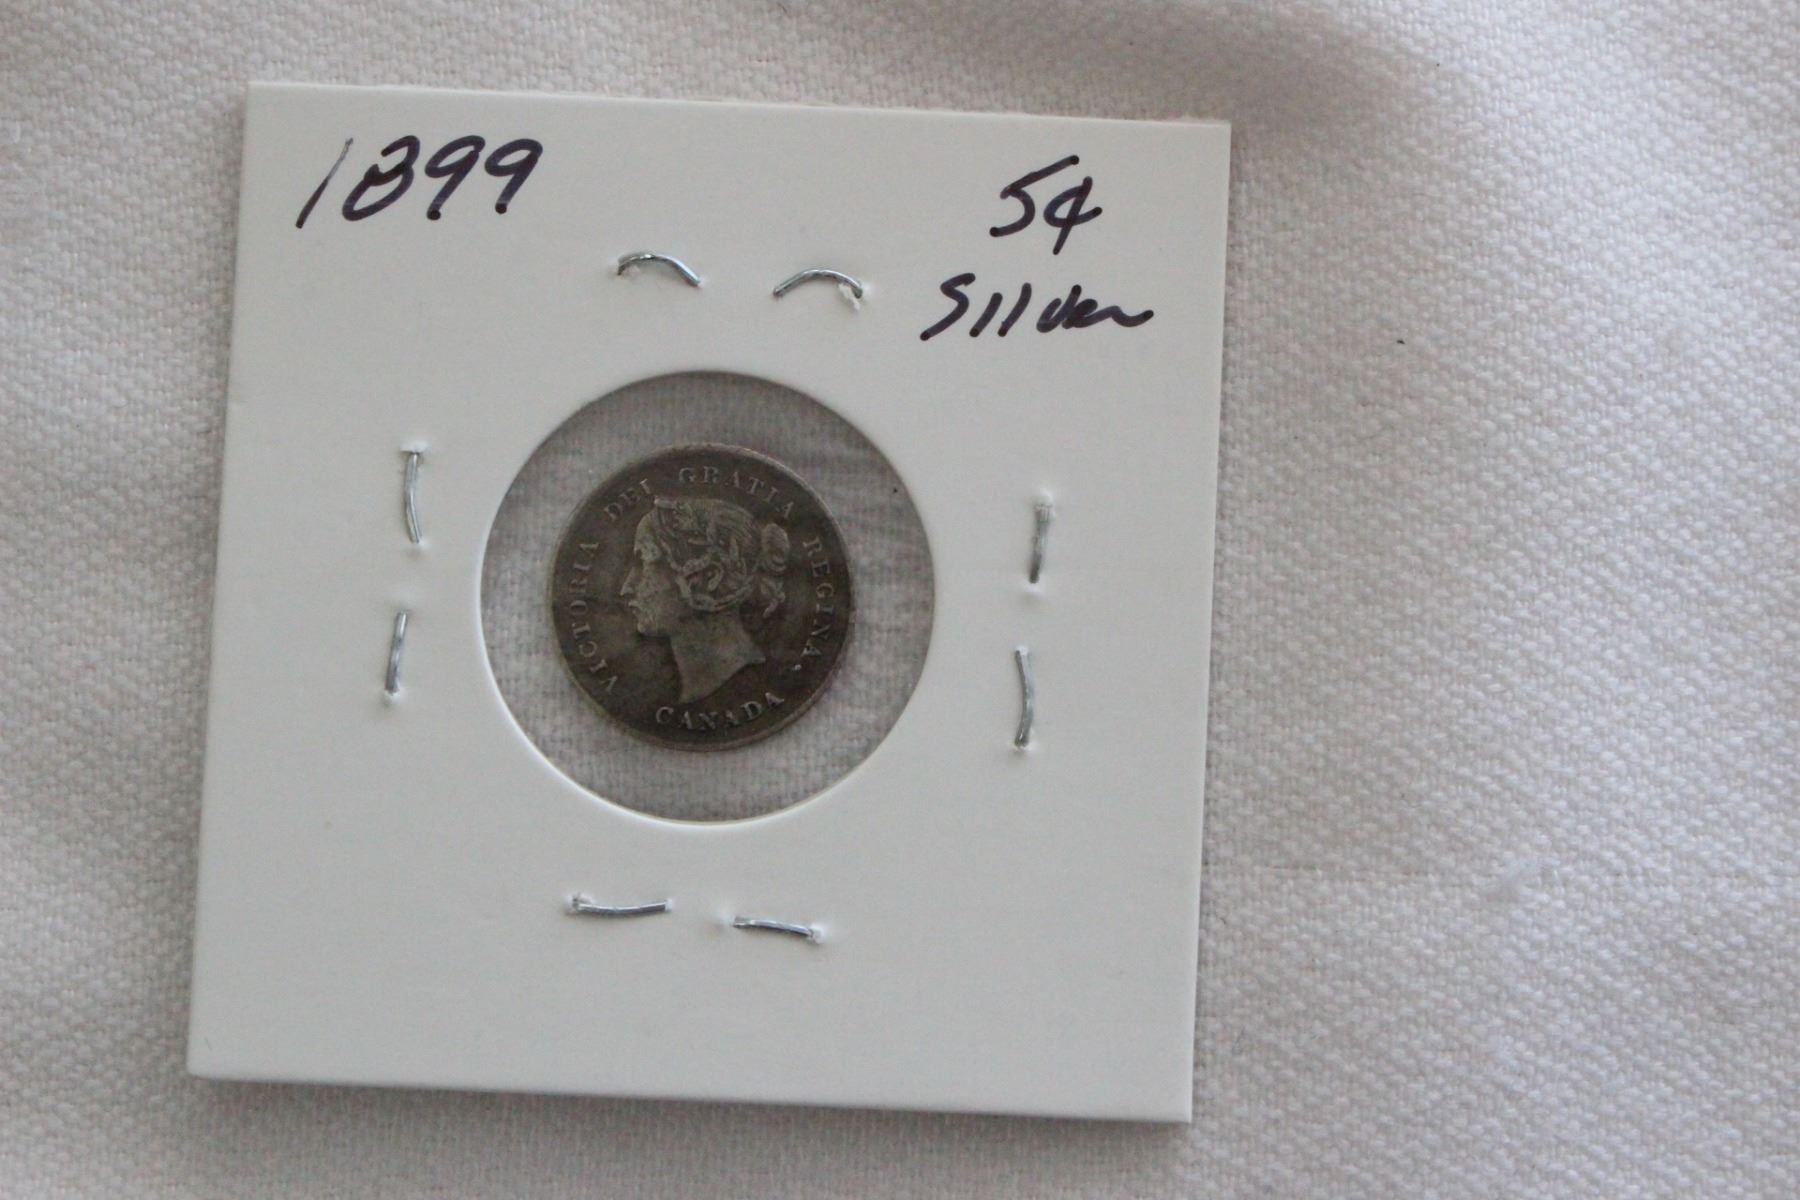 1899
5¢
Silver
VICTORIA DEI GRATIA REGINA.
CANADA